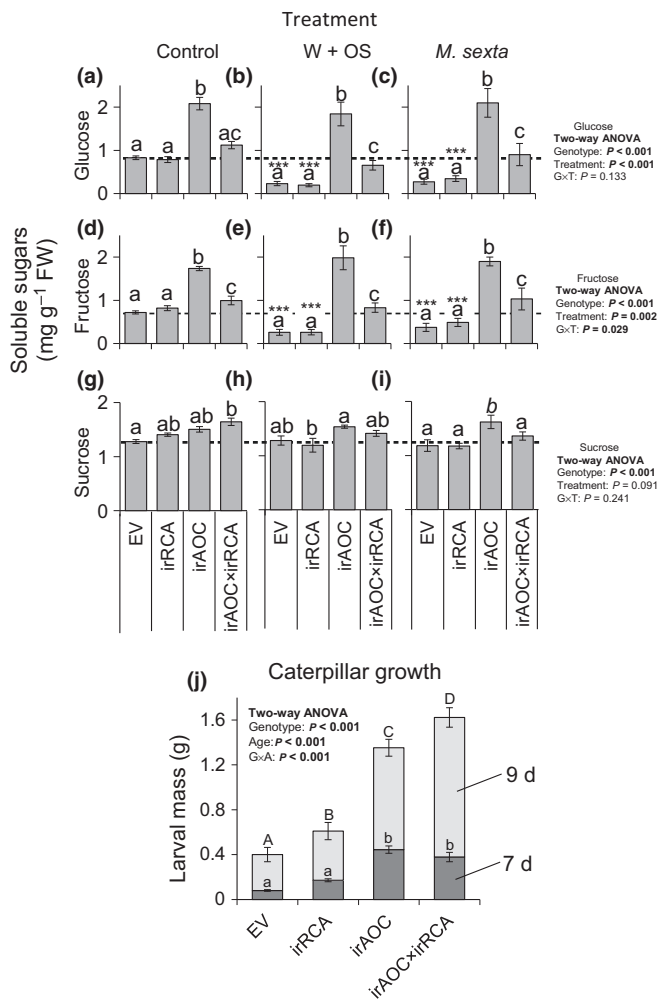 Treatment
Control W + OS M. sexta
(a) (b) (c)
Soluble sugars
(mg g⁻¹ FW)
Glucose
2
1
0
a a b ac
*** a *** a b c
*** a *** a b c
Glucose
Two-way ANOVA
Genotype: P < 0.001
Treatment: P < 0.001
G×T: P = 0.133
(d) (e) (f)
Fructose
2
1
0
a a b c
*** a *** a b c
*** a *** a b c
Fructose
Two-way ANOVA
Genotype: P < 0.001
Treatment: P = 0.002
G×T: P = 0.029
(g) (h) (i)
Sucrose
2
1
0
a ab ab b
ab b a ab
a a b a
Sucrose
Two-way ANOVA
Genotype: P < 0.001
Treatment: P = 0.091
G×T: P = 0.241
EV irRCA irAOC irAOC×irRCA EV irRCA irAOC irAOC×irRCA EV irRCA irAOC irAOC×irRCA
(j) Caterpillar growth
Two-way ANOVA
Genotype: P < 0.001
Age: P < 0.001
G×A: P < 0.001
Larval mass (g)
1.6
1.2
0.8
0.4
0
A B C D
a a b b
9 d
7 d
EV irRCA irAOC irAOC×irRCA